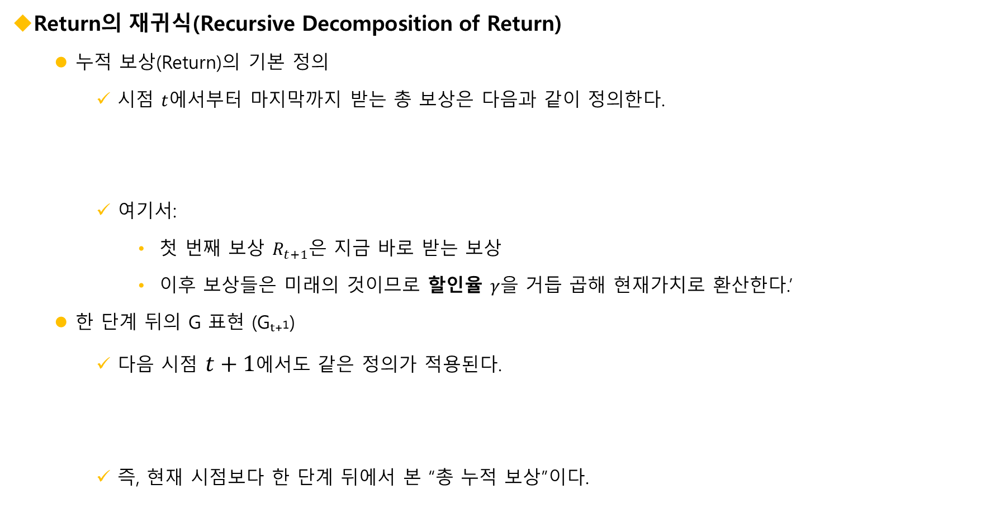 ◆Return의 재귀식(Recursive Decomposition of Return)
● 누적 보상(Return)의 기본 정의
✓ 시점 𝑡에서부터 마지막까지 받는 총 보상은 다음과 같이 정의한다.
✓ 여기서:
• 첫 번째 보상 𝑅ₜ₊₁은 지금 바로 받는 보상
• 이후 보상들은 미래의 것이므로 할인율 𝛾을 거듭 곱해 현재가치로 환산한다.’
● 한 단계 뒤의 G 표현 (Gₜ₊₁)
✓ 다음 시점 𝑡 + 1에서도 같은 정의가 적용된다.
✓ 즉, 현재 시점보다 한 단계 뒤에서 본 “총 누적 보상”이다.